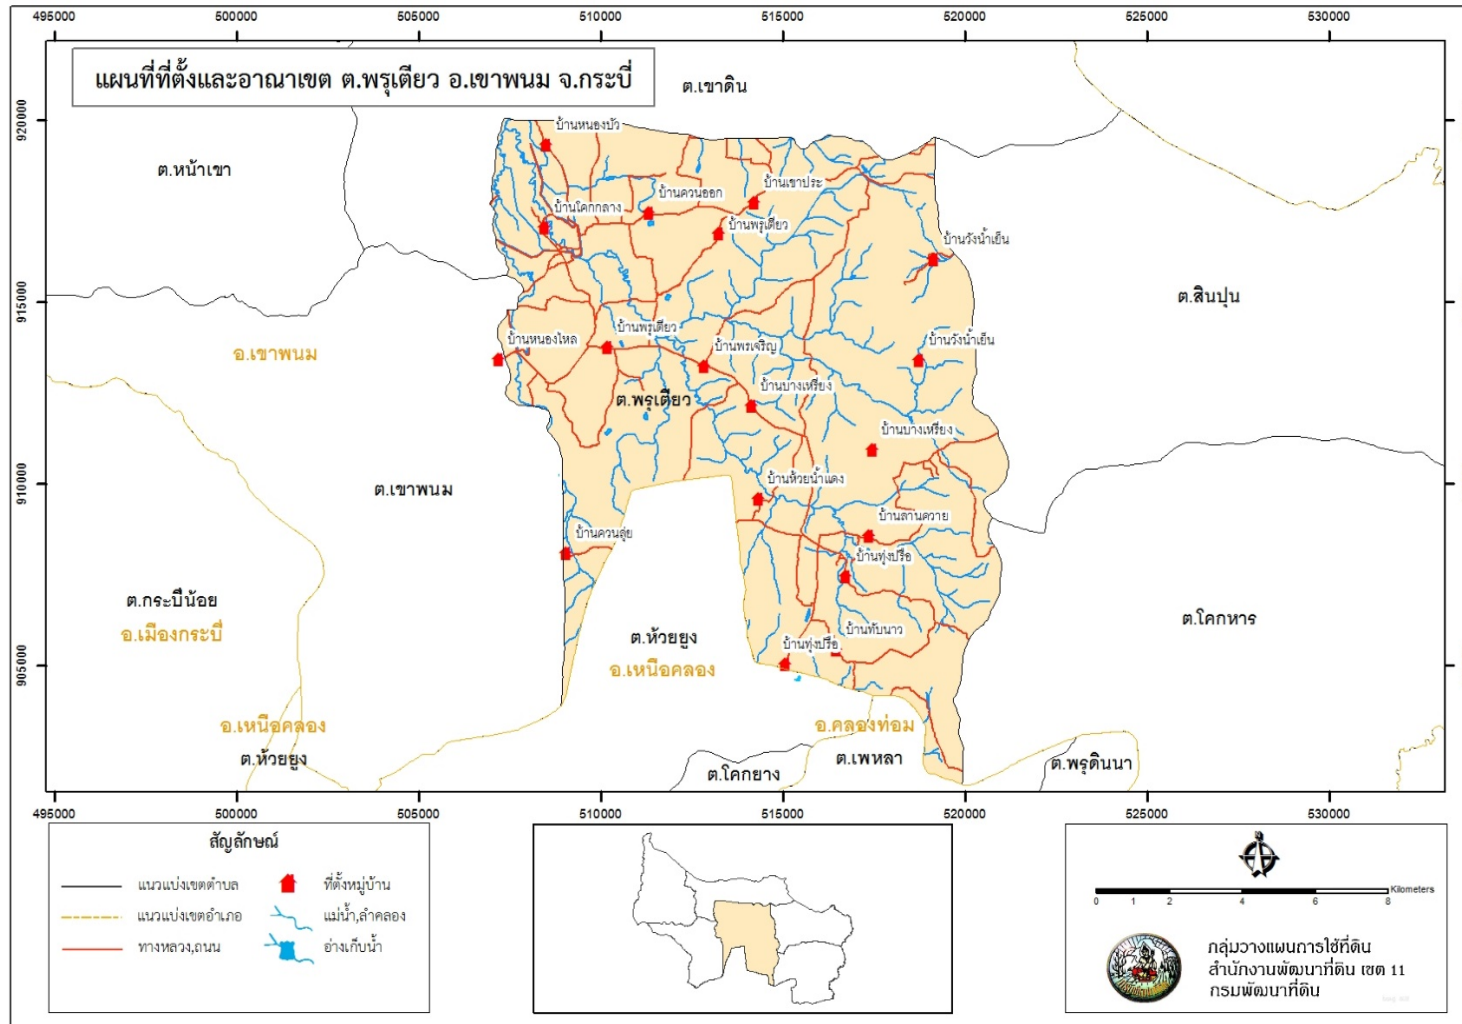 495000 500000 505000 510000 515000 520000 525000 530000
แผนที่ที่ตั้งและอาณาเขต ต.พรุเตียว อ.เขาพนม จ.กระบี่
ต.เขาดิน
920000
บ้านหนองบัว
ต.หน้าเขา
บ้านควนออก
บ้านเขาประ
บ้านโคกกลาง
บ้านพรุเตียว
บ้านวังน้ำเย็น
915000
ต.สินปุน
อ.เขาพนม
บ้านหนองไหล
บ้านพรุเตียว
บ้านพรเจริญ
บ้านวังน้ำเย็น
บ้านบางเหรียง
ต.พรุเตียว
บ้านบางเหรียง
910000
ต.เขาพนม
บ้านห้วยน้ำแดง
บ้านลานควาย
บ้านควนลุ่ย
บ้านทุ่งปรือ
ต.กระบี่น้อย
อ.เมืองกระบี่
ต.ห้วยยูง
อ.เหนือคลอง
บ้านทับนาว
บ้านทุ่งปรือ
ต.โคกหาร
905000
อ.เหนือคลอง
ต.ห้วยยูง
อ.คลองท่อม
ต.เพหลา
ต.โคกยาง
ต.พรุดินนา
495000 500000 505000 510000 515000 520000 525000 530000
สัญลักษณ์
แนวแบ่งเขตตำบล
ที่ตั้งหมู่บ้าน
แนวแบ่งเขตอำเภอ
แม่น้ำ,ลำคลอง
ทางหลวง,ถนน
อ่างเก็บน้ำ
Kilometers
0 1 2 4 6 8
กลุ่มวางแผนการใช้ที่ดิน
สำนักงานพัฒนาที่ดิน เขต 11
กรมพัฒนาที่ดิน